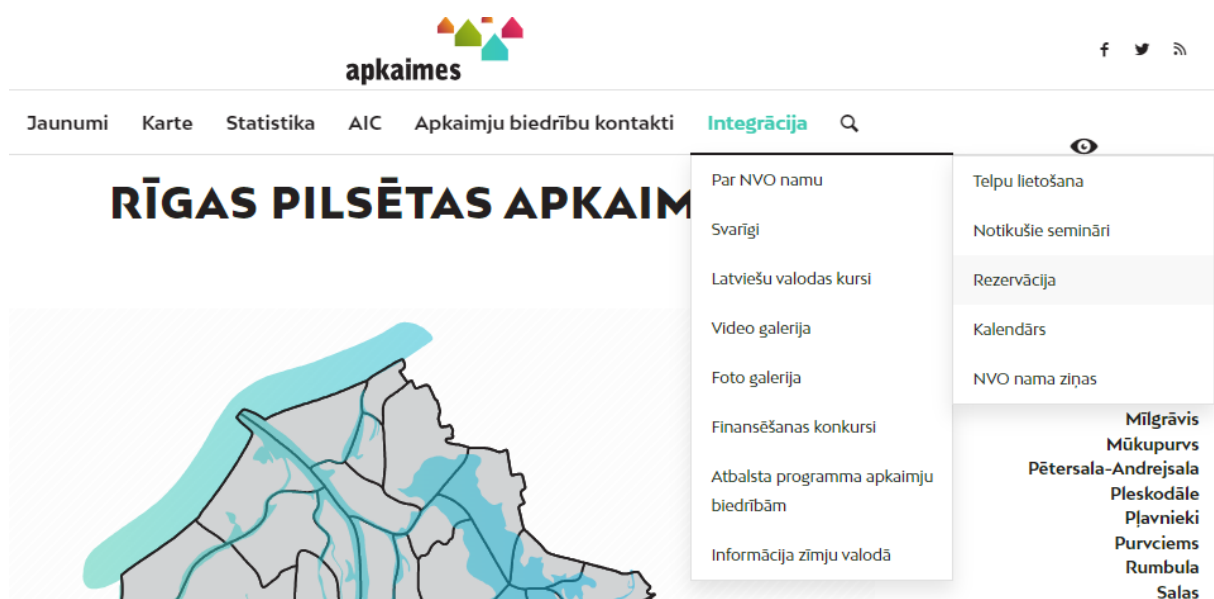 apkaimes
Jaunumi Karte Statistika AIC Apkaimju biedrību kontakti Integrācija
RĪGAS PILSĒTAS APKAIM
Par NVO namu
Svarīgi
Latviešu valodas kursi
Video galerija
Foto galerija
Finansēšanas konkursi
Atbalsta programma apkaimju
biedrībām
Informācija zīmju valodā
Telpu lietošana
Notikušie semināri
Rezervācija
Kalendārs
NVO nama ziņas
Mīlgrāvis
Mūkupurvs
Pētersala-Andrejsala
Pleskodāle
Pļavnieki
Purvciems
Rumbula
Salas